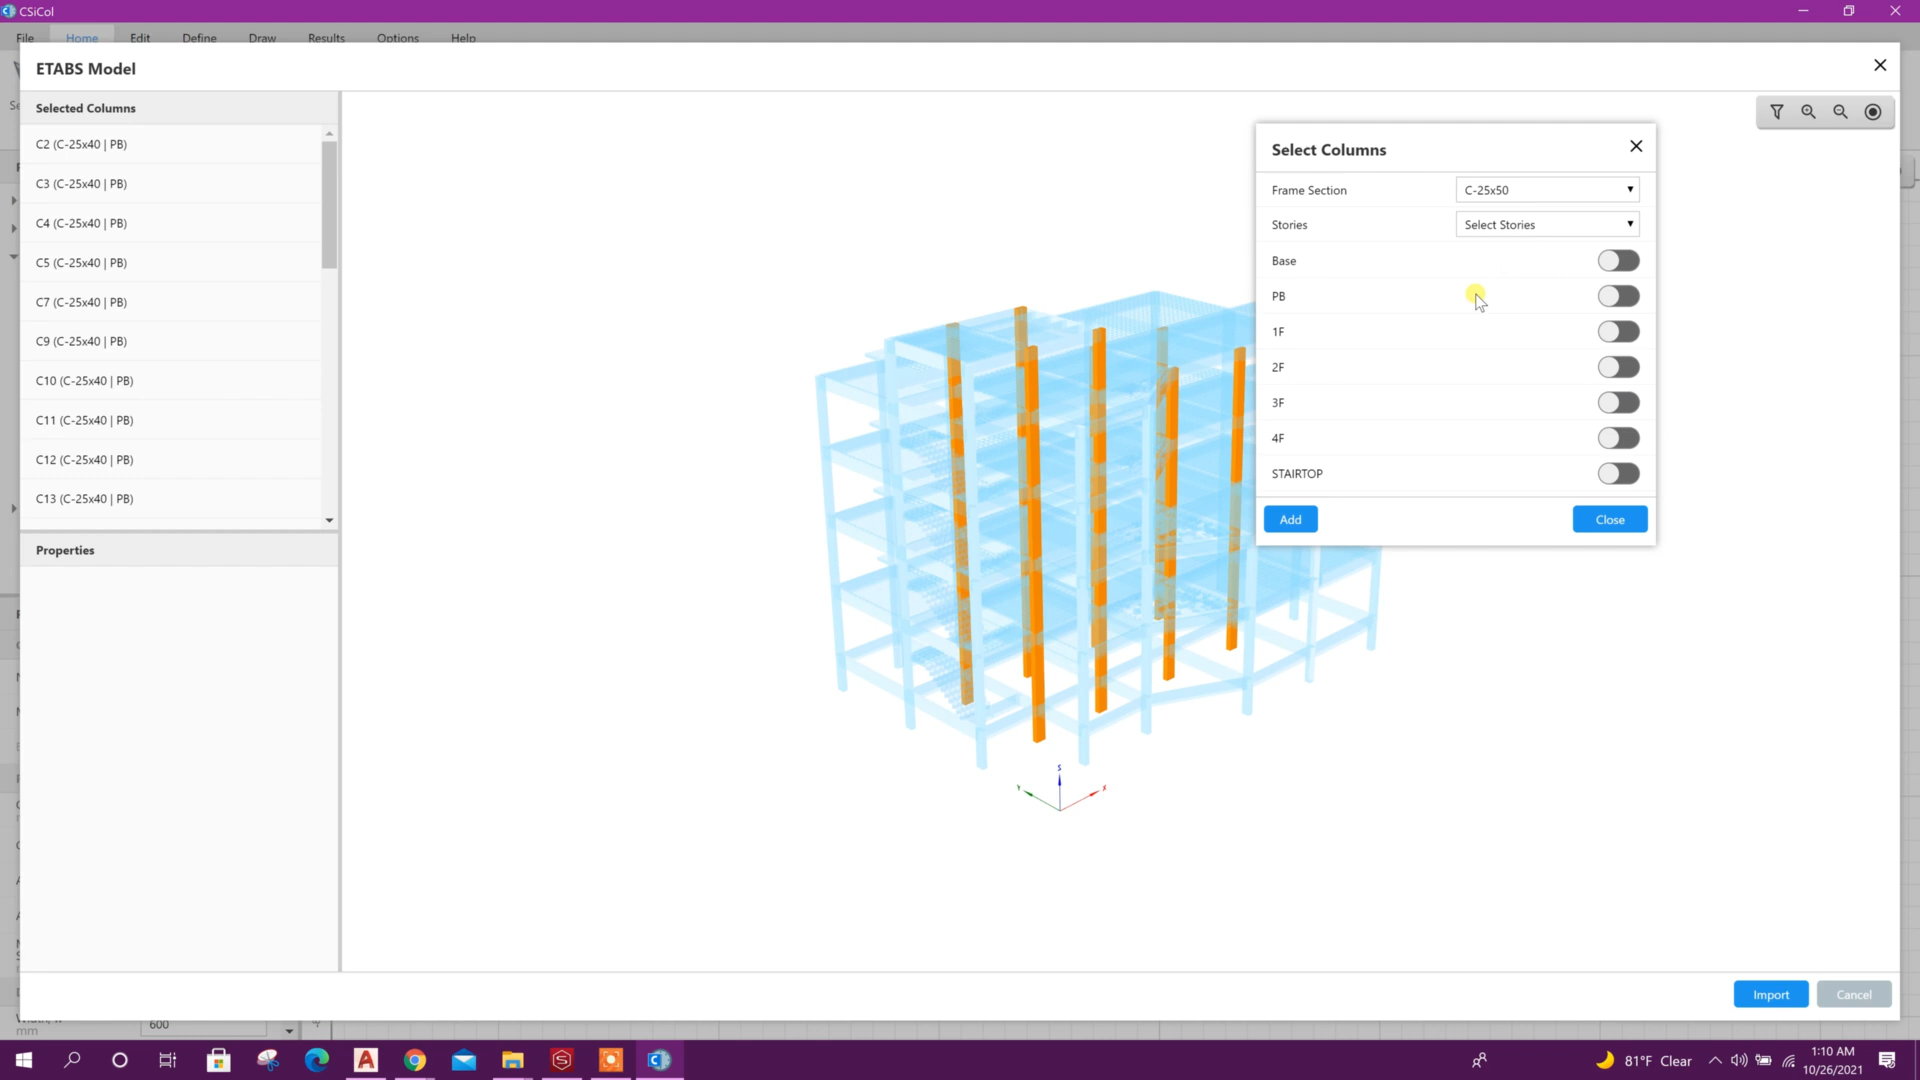 CSiCol
File Home Edit Define Draw Results Options Help
ETABS Model
Selected Columns
C2 (C-25x40 | PB)
C3 (C-25x40 | PB)
C4 (C-25x40 | PB)
C5 (C-25x40 | PB)
C7 (C-25x40 | PB)
C9 (C-25x40 | PB)
C10 (C-25x40 | PB)
C11 (C-25x40 | PB)
C12 (C-25x40 | PB)
C13 (C-25x40 | PB)
Properties
Select Columns
Frame Section C-25x50
Stories Select Stories
Base
PB
1F
2F
3F
4F
STAIRTOP
Add Close
S
Y X
Import Cancel
mm
600
81°F Clear
1:10 AM
10/26/2021